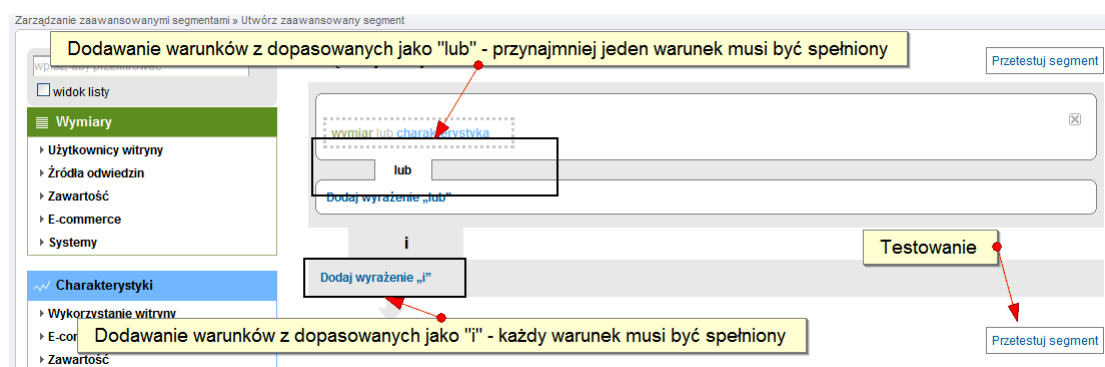 Zarządzanie zaawansowanymi segmentami » Utwórz zaawansowany segment
Dodawanie warunków z dopasowanych jako "lub" - przynajmniej jeden warunek musi być spełniony
Przetestuj segment
widok listy
Wymiary
Użytkownicy witryny
Źródła odwiedzin
Zawartość
E-commerce
Systemy
wymiar lub charakterystyka
lub
Dodaj wyrażenie „lub”
i
Testowanie
Dodaj wyrażenie „i”
Charakterystyki
Wykorzystanie witryny
Dodawanie warunków z dopasowanych jako "i" - każdy warunek musi być spełniony
Przetestuj segment
Zawartość